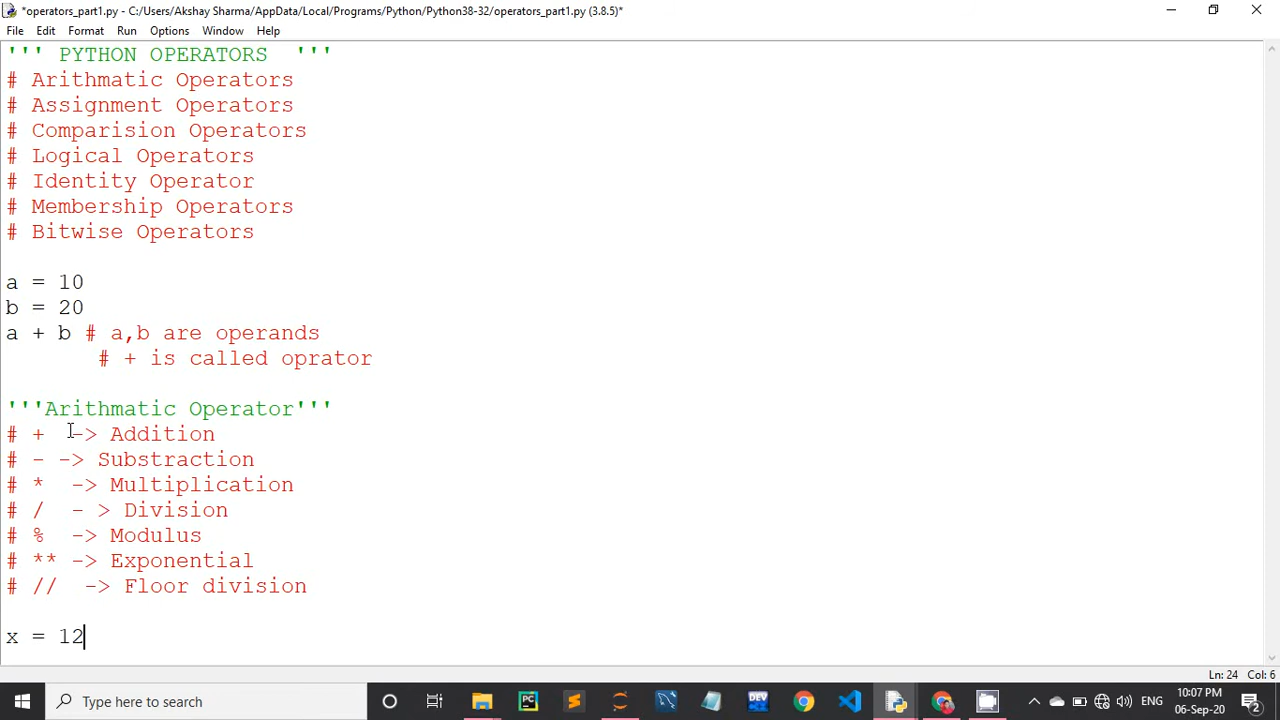 *operators_part1.py - C:/Users/Akshay Sharma/AppData/Local/Programs/Python/Python38-32/operators_part1.py (3.8.5)*
File Edit Format Run Options Window Help
''' PYTHON OPERATORS '''
# Arithmatic Operators
# Assignment Operators
# Comparision Operators
# Logical Operators
# Identity Operator
# Membership Operators
# Bitwise Operators
a = 10
b = 20
a + b # a,b are operands
# + is called oprator
'''Arithmatic Operator'''
# + -> Addition
# - -> Substraction
# * -> Multiplication
# / - > Division
# % -> Modulus
# ** -> Exponential
# // -> Floor division
x = 12
Ln: 24 Col: 6
Type here to search
PC
DEV
ENG
10:07 PM
06-Sep-20
2